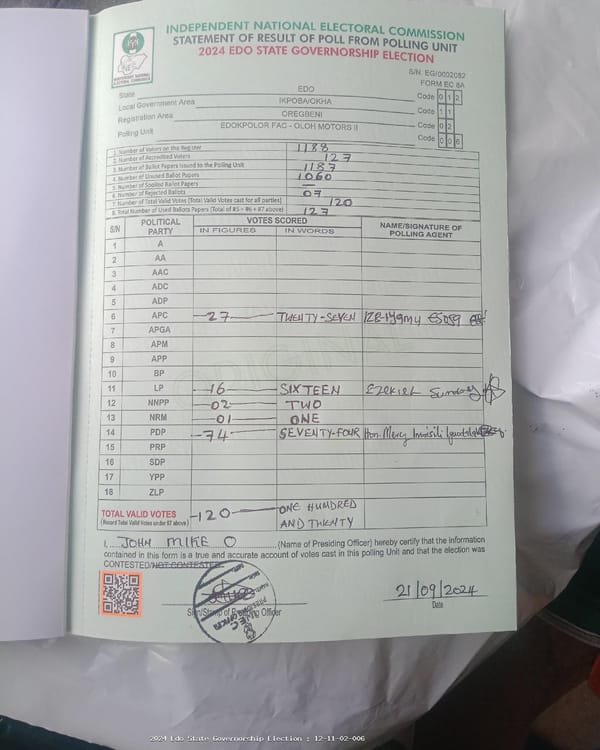 INDEPENDENT NATIONAL ELECTORAL COMMISSION
STATEMENT OF RESULT OF POLL FROM POLLING UNIT
2024 EDO STATE GOVERNORSHIP ELECTION
INDEPENDENT NATIONAL
ELECTORAL COMMISSION
S/N. EG/0002082
FORM EC 8A
State EDO Code 0 1 2
Local Government Area IKPOBA/OKHA Code 1 1
Registration Area OREGBENI Code 0 2
Polling Unit EDOKPOLOR FAC - OLOH MOTORS II Code 0 0 6
1. Number of Voters on the Register 1188
2. Number of Accredited Voters 127
3. Number of Ballot Papers Issued to the Polling Unit 1187
4. Number of Unused Ballot Papers 1060
5. Number of Spoiled Ballot Papers —
6. Number of Rejected Ballots 07
7. Number of Total Valid Votes (Total Valid Votes cast for all parties) 120
8. Total Number of Used Ballots Papers (Total of #5 + #6 + #7 above) 127
S/N POLITICAL PARTY VOTES SCORED NAME/SIGNATURE OF POLLING AGENT
IN FIGURES IN WORDS
1 A
2 AA
3 AAC
4 ADC
5 ADP
6 APC 27 TWENTY-SEVEN
7 APGA
8 APM
9 APP
10 BP
11 LP 16 SIXTEEN Ezekiel Sunday
12 NNPP 02 TWO
13 NRM 01 ONE
14 PDP 74 SEVENTY-FOUR Hon. Mercy
15 PRP
16 SDP
17 YPP
18 ZLP
TOTAL VALID VOTES 120 ONE HUNDRED
(Record Total Valid Votes under #7 above) AND TWENTY
I, JOHN MIKE O (Name of Presiding Officer) hereby certify that the information
contained in this form is a true and accurate account of votes cast in this polling Unit and that the election was
CONTESTED/NOT CONTESTED
21/09/2024
Sign/Stamp of Presiding Officer
Date
2024 Edo State Governorship Election : 12-11-02-006